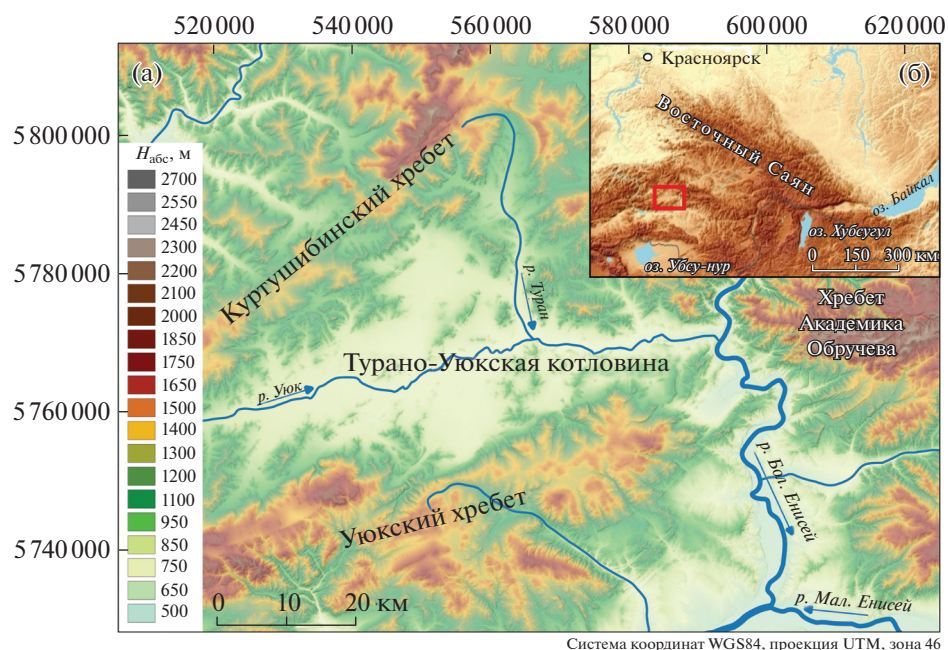 520 000 540 000 560 000 580 000 600 000 620 000
(а)
(б)
Красноярск
Восточный Саян
оз. Байкал
оз. Хубсугул
оз. Убсу-нур
0 150 300 км
5 800 000
5 780 000
5 760 000
5 740 000
Hабс, м
2700
2550
2450
2300
2200
2100
2000
1850
1750
1650
1500
1400
1300
1200
1100
950
850
750
650
500
Куртушибинский хребет
р. Туран
Хребет
Академика
Обручева
Турано-Уюкская котловина
р. Уюк
р. Бол. Енисей
Уюкский хребет
р. Мал. Енисей
0 10 20 км
Система координат WGS84, проекция UTM, зона 46